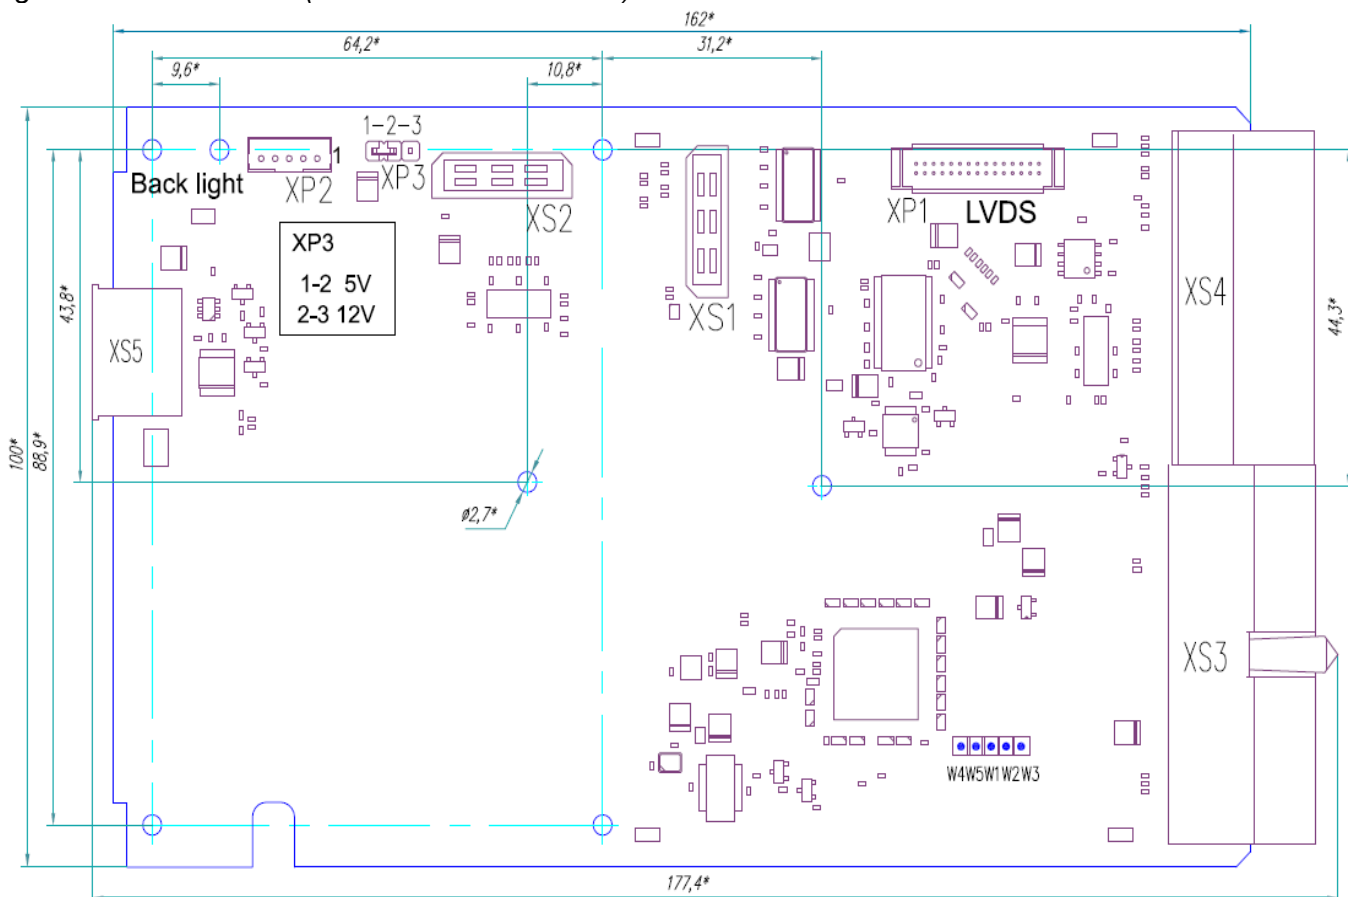 162*
64,2*
31,2*
9,6*
10,8*
1-2-3
1
Back light
XP2
XP3
XS2
XP1
LVDS
XP3
1-2 5V
2-3 12V
XS1
XS4
43,8*
44,3*
XS5
100*
88,9*
ø2,7*
XS3
W4W5W1W2W3
177,4*